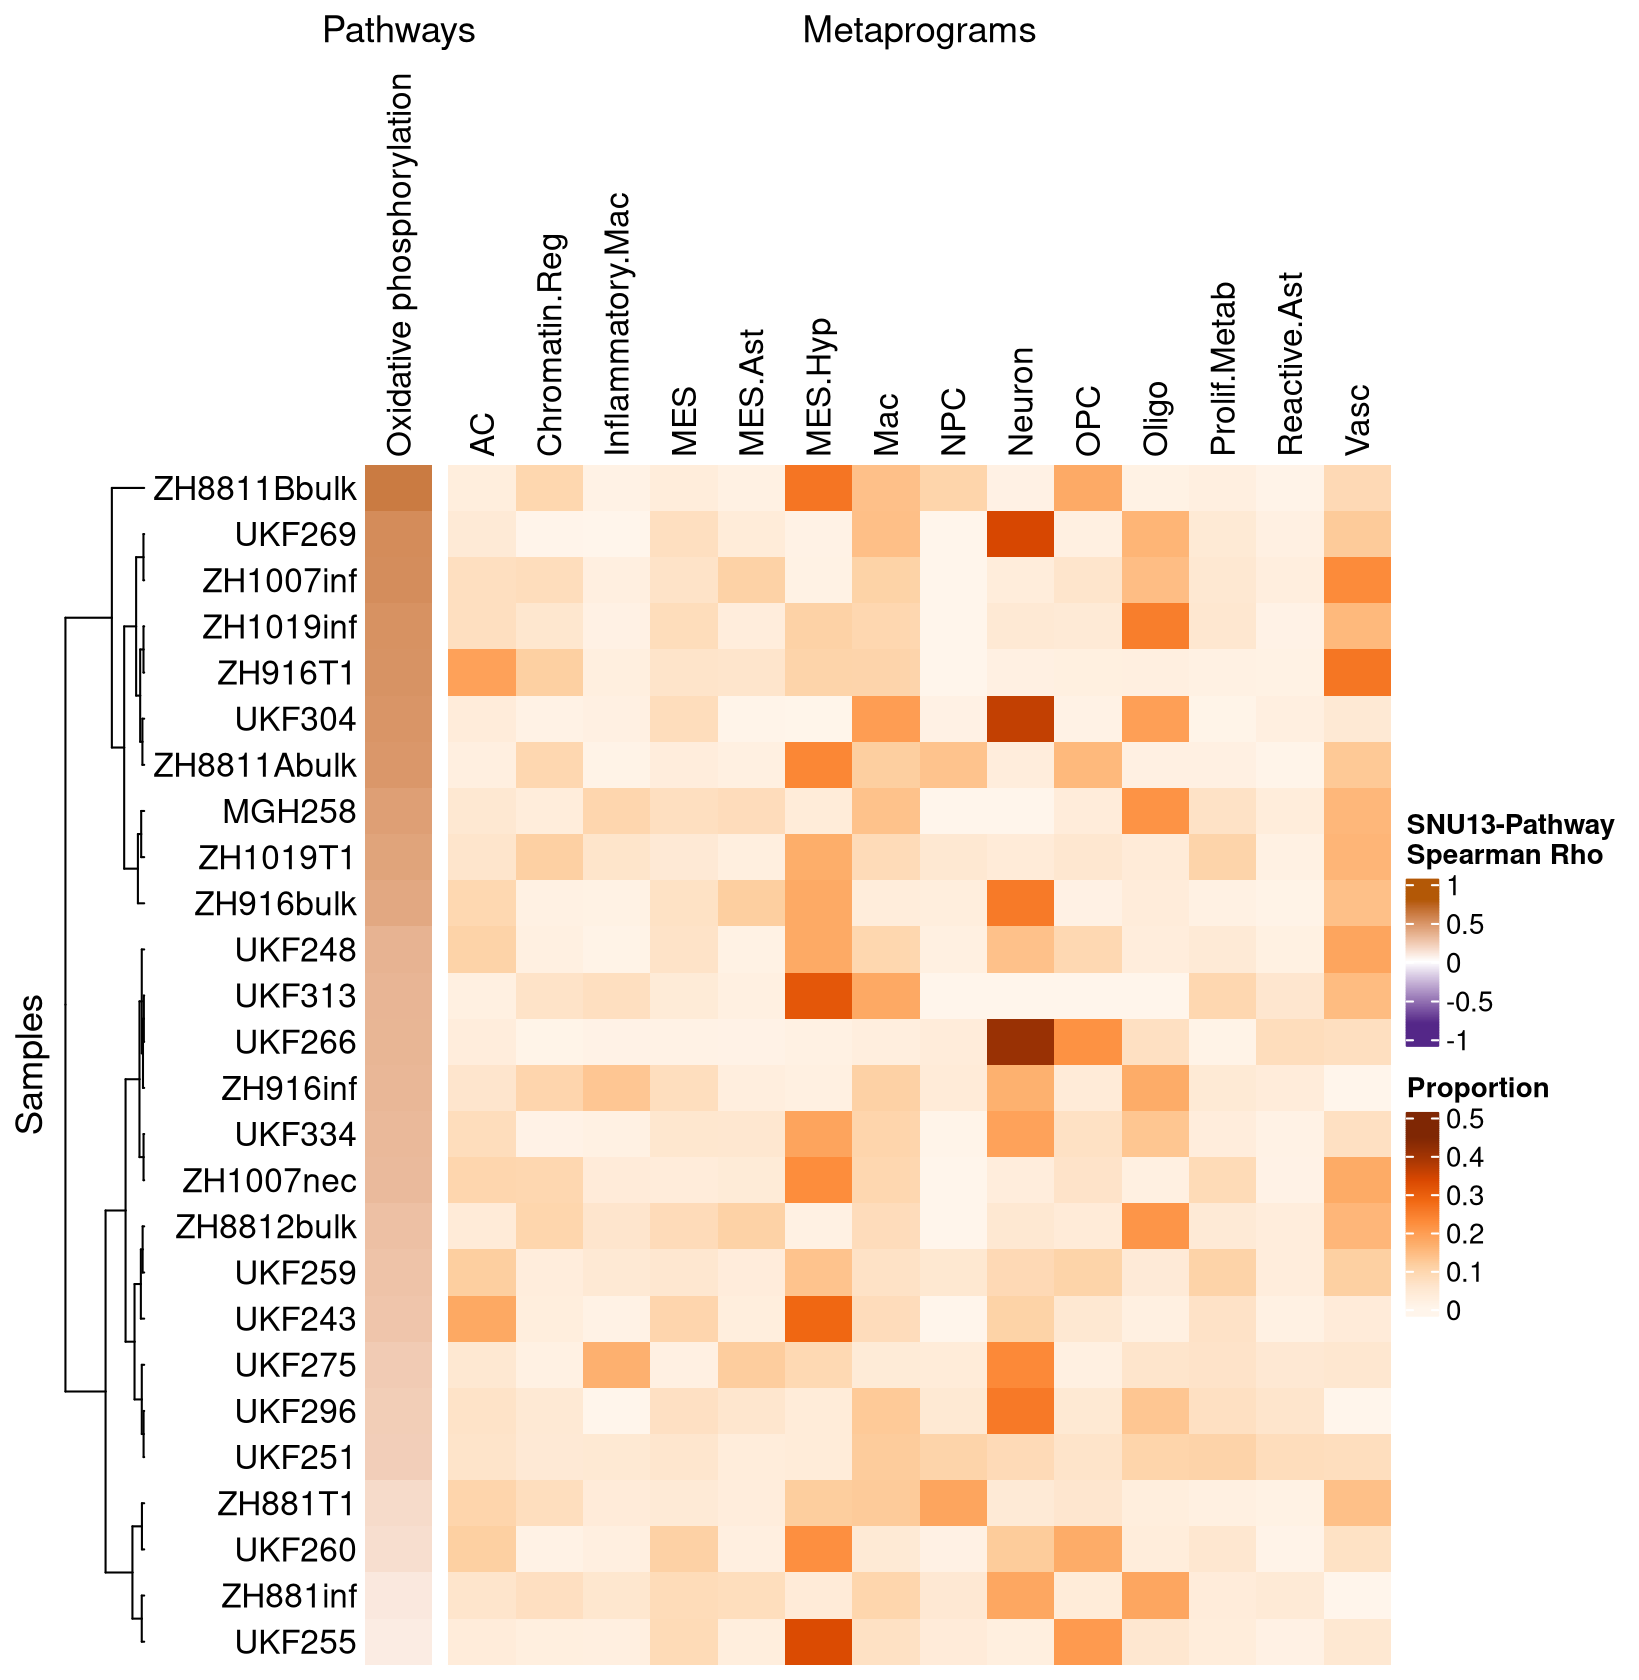 Pathways
Metaprograms
Oxidative phosphorylation
AC
Chromatin.Reg
Inflammatory.Mac
MES
MES.Ast
MES.Hyp
Mac
NPC
Neuron
OPC
Oligo
Prolif.Metab
Reactive.Ast
Vasc
Samples
ZH8811Bbulk
UKF269
ZH1007inf
ZH1019inf
ZH916T1
UKF304
ZH8811Abulk
MGH258
ZH1019T1
ZH916bulk
UKF248
UKF313
UKF266
ZH916inf
UKF334
ZH1007nec
ZH8812bulk
UKF259
UKF243
UKF275
UKF296
UKF251
ZH881T1
UKF260
ZH881inf
UKF255
SNU13-Pathway
Spearman Rho
1
0.5
0
-0.5
-1
Proportion
0.5
0.4
0.3
0.2
0.1
0